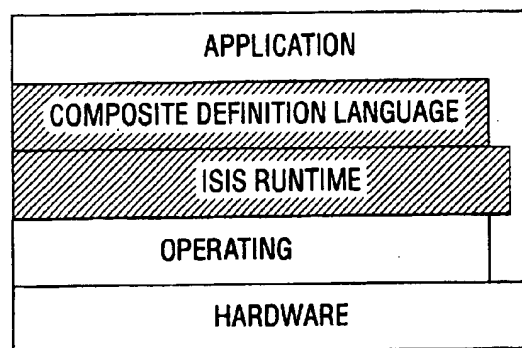 APPLICATION
COMPOSITE DEFINITION LANGUAGE
ISIS RUNTIME
OPERATING
HARDWARE